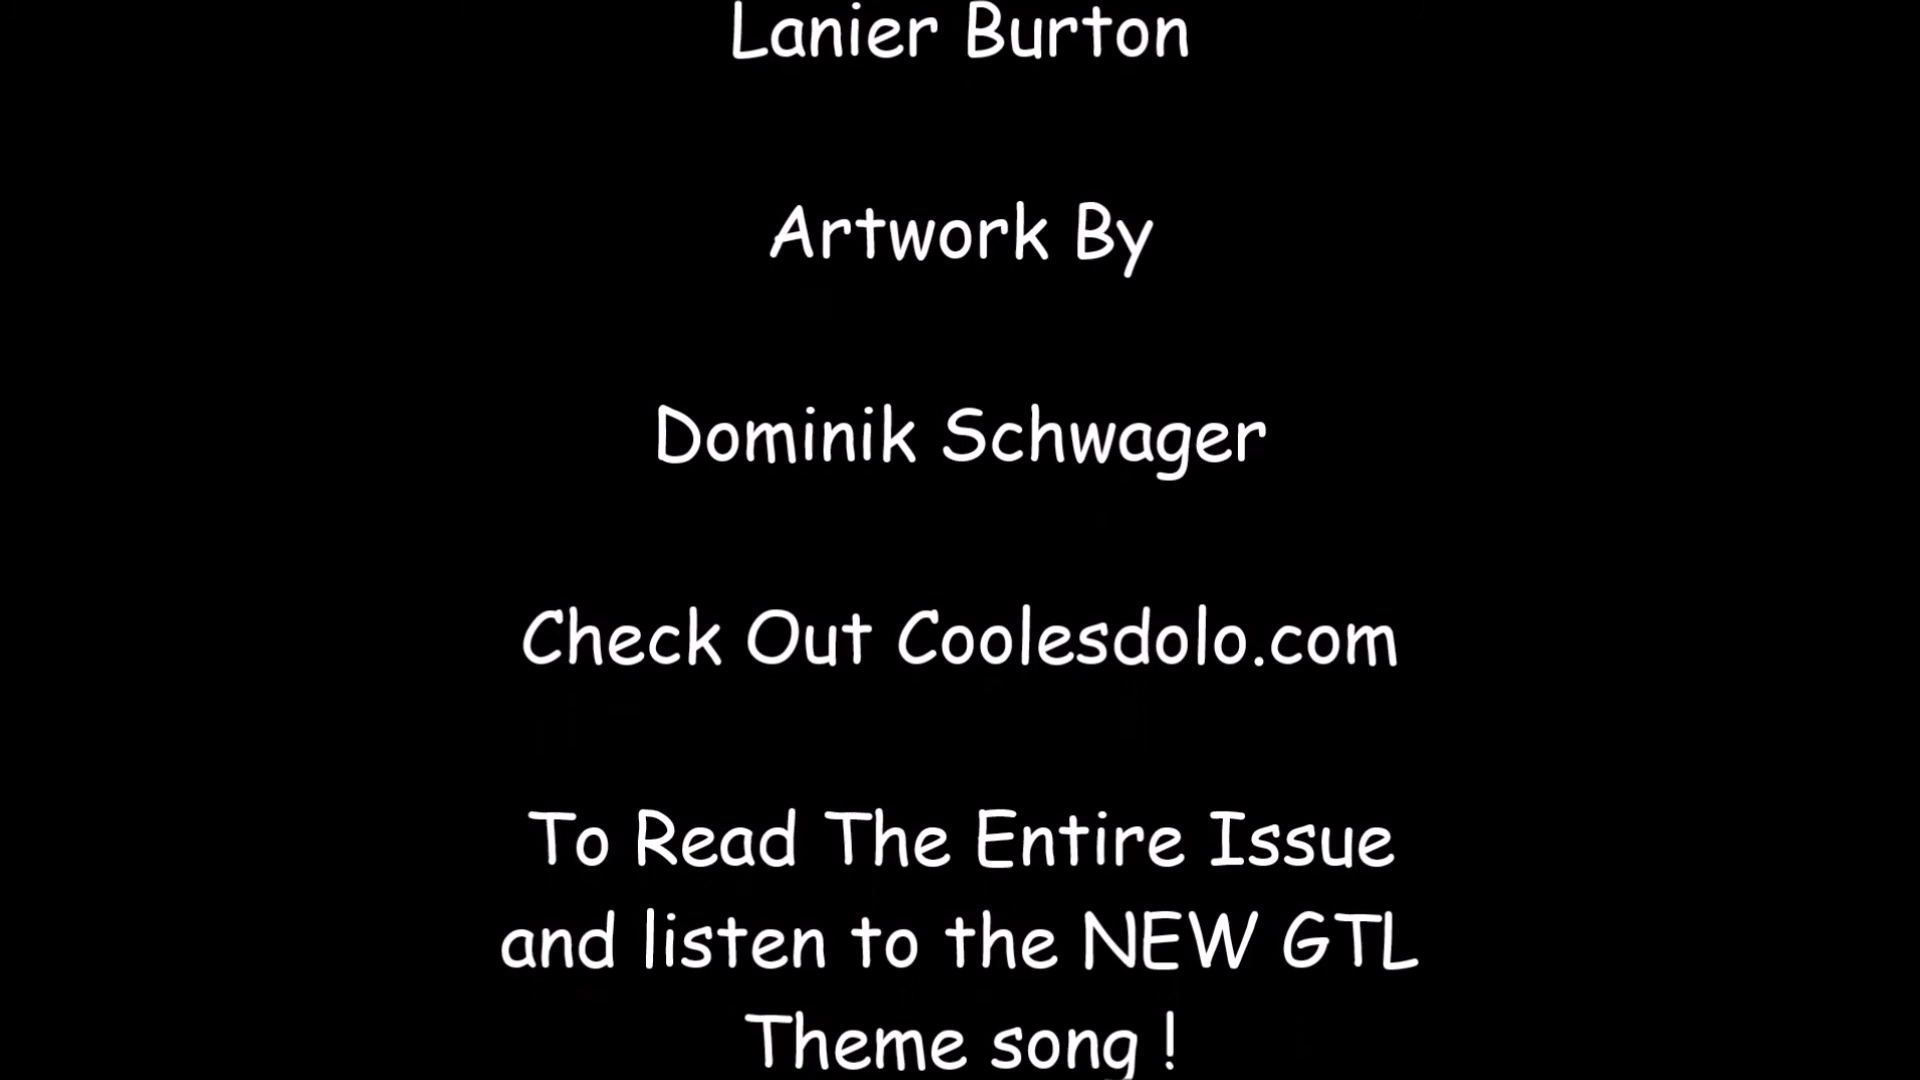 Lanier Burton
Artwork By
Dominik Schwager
Check Out Coolesdolo.com
To Read The Entire Issue
and listen to the NEW GTL
Theme song !